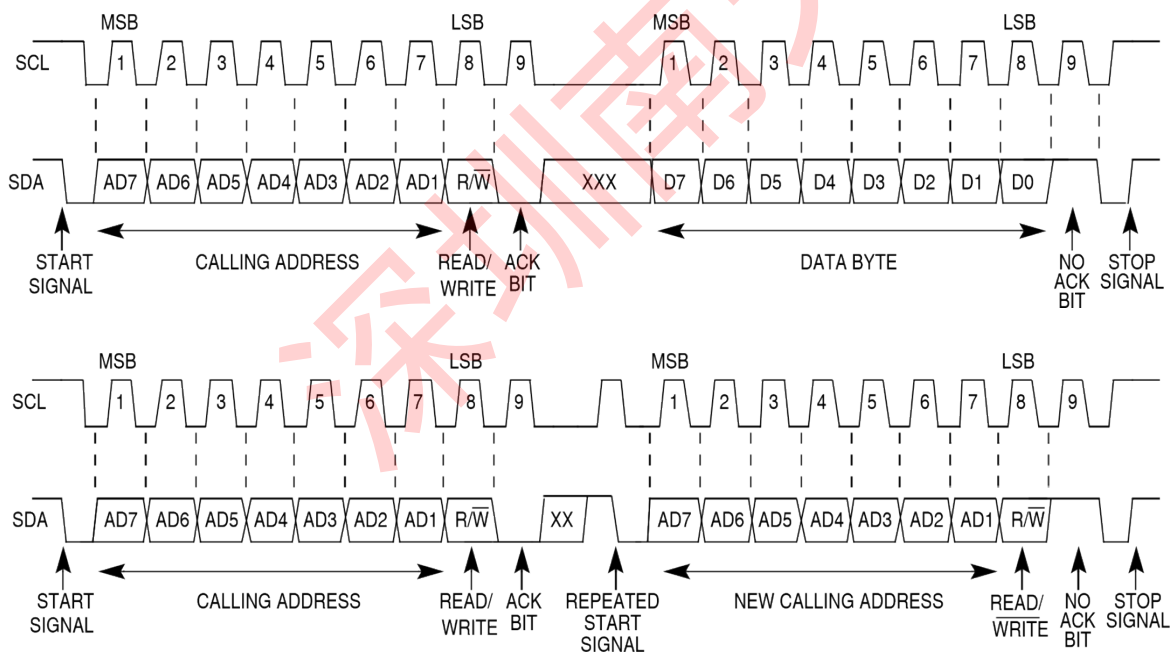 MSB LSB MSB LSB
SCL 1 2 3 4 5 6 7 8 9 1 2 3 4 5 6 7 8 9
SDA AD7 AD6 AD5 AD4 AD3 AD2 AD1 R/W̅ XXX D7 D6 D5 D4 D3 D2 D1 D0
START
SIGNAL
CALLING ADDRESS
READ/
WRITE
ACK
BIT
DATA BYTE
NO
ACK
BIT
STOP
SIGNAL
MSB LSB MSB LSB
SCL 1 2 3 4 5 6 7 8 9 1 2 3 4 5 6 7 8 9
SDA AD7 AD6 AD5 AD4 AD3 AD2 AD1 R/W̅ XX AD7 AD6 AD5 AD4 AD3 AD2 AD1 R/W̅
START
SIGNAL
CALLING ADDRESS
READ/
WRITE
ACK
BIT
REPEATED
START
SIGNAL
NEW CALLING ADDRESS
READ/
W̅R̅I̅T̅E̅
NO
ACK
BIT
STOP
SIGNAL
深圳南